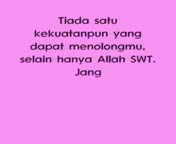 Tiada satu
kekuatanpun yang
dapat menolongmu,
selain hanya Allah SWT.
Jang